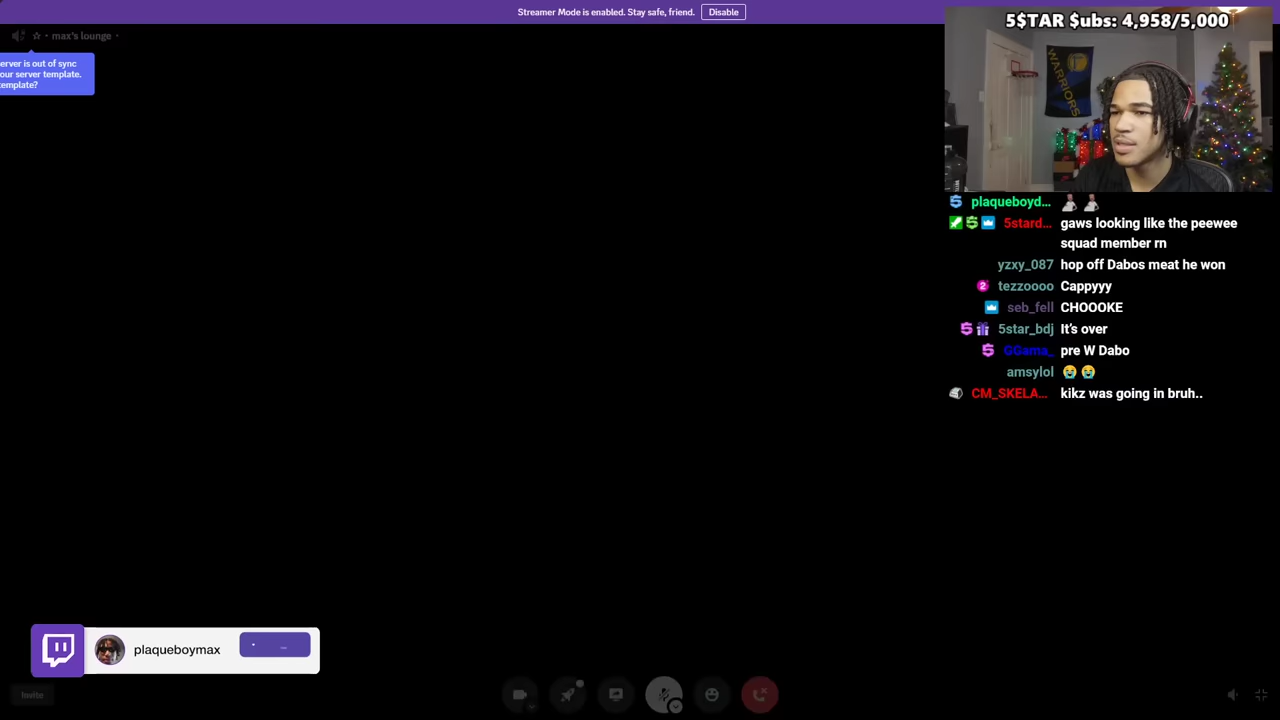 Streamer Mode is enabled. Stay safe, friend. Disable
☆ • max's lounge •
erver is out of sync
our server template.
emplate?
5$TAR $ubs: 4,958/5,000
WARRIORS
plaqueboyd...
5stard... gaws looking like the peewee
squad member rn
yzxy_087 hop off Dabos meat he won
tezzoooo Cappyyy
seb_fell CHOOOKE
5star_bdj It's over
GGama_ pre W Dabo
amsylol 😭 😭
CM_SKELA... kikz was going in bruh..
plaqueboymax
Invite